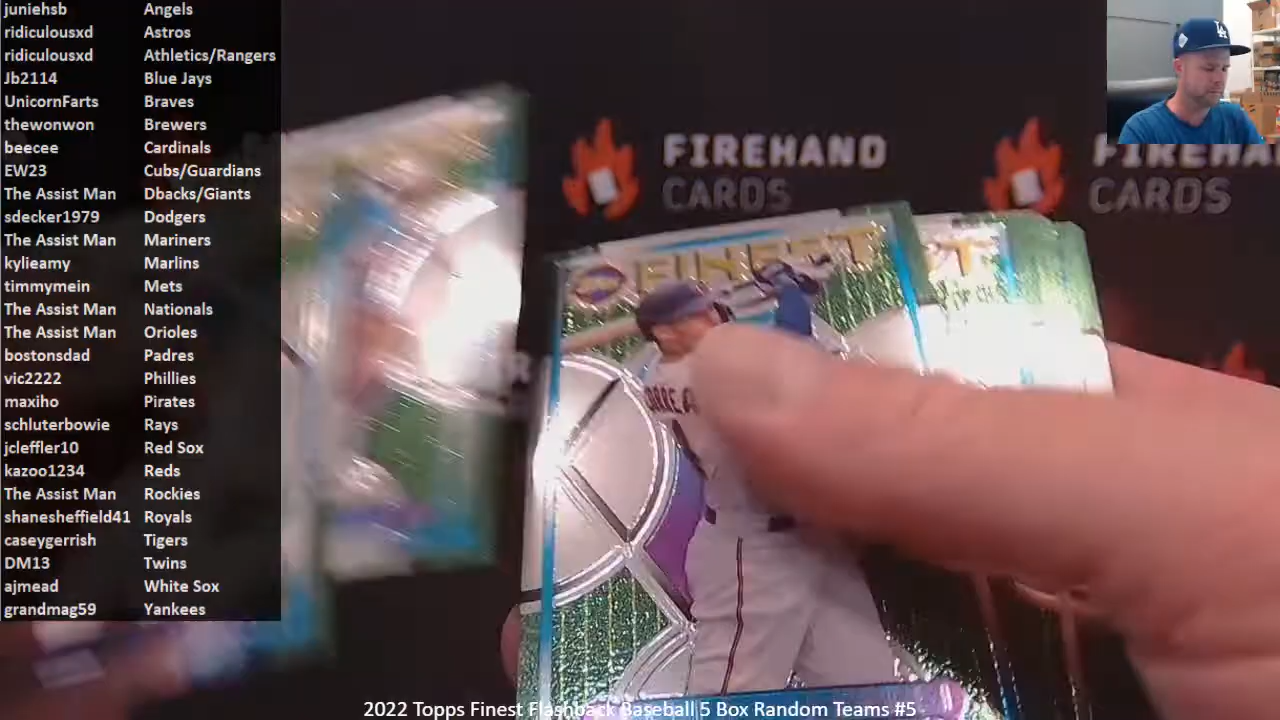 juniehsb Angels
ridiculousxd Astros
ridiculousxd Athletics/Rangers
Jb2114 Blue Jays
UnicornFarts Braves
thewonwon Brewers
beecee Cardinals
EW23 Cubs/Guardians
The Assist Man Dbacks/Giants
sdecker1979 Dodgers
The Assist Man Mariners
kylieamy Marlins
timmymein Mets
The Assist Man Nationals
The Assist Man Orioles
bostonsdad Padres
vic2222 Phillies
maxiho Pirates
schluterbowie Rays
jcleffler10 Red Sox
kazoo1234 Reds
The Assist Man Rockies
shanesheffield41 Royals
caseygerrish Tigers
DM13 Twins
ajmead White Sox
grandmag59 Yankees
LA
FIREHAND
CARDS
FIREHA
CARDS
FINEST
ORREA
2022 Topps Finest Flashback Baseball 5 Box Random Teams #5